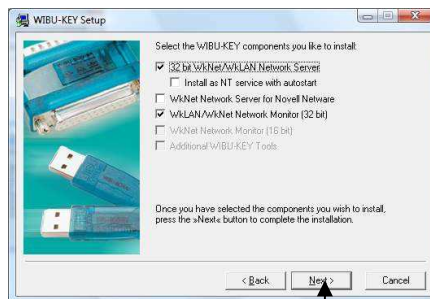 WIBU-KEY Setup
Select the WIBU-KEY components you like to install:
32 bit WkNet/WkLAN Network Server
Install as NT service with autostart
WkNet Network Server for Novell Netware
WkLAN/WkNet Network Monitor (32 bit)
WkNet Network Monitor (16 bit)
Additional WIBU-KEY Tools
Once you have selected the components you wish to install,
press the »Next« button to complete the installation.
< Back
Next >
Cancel